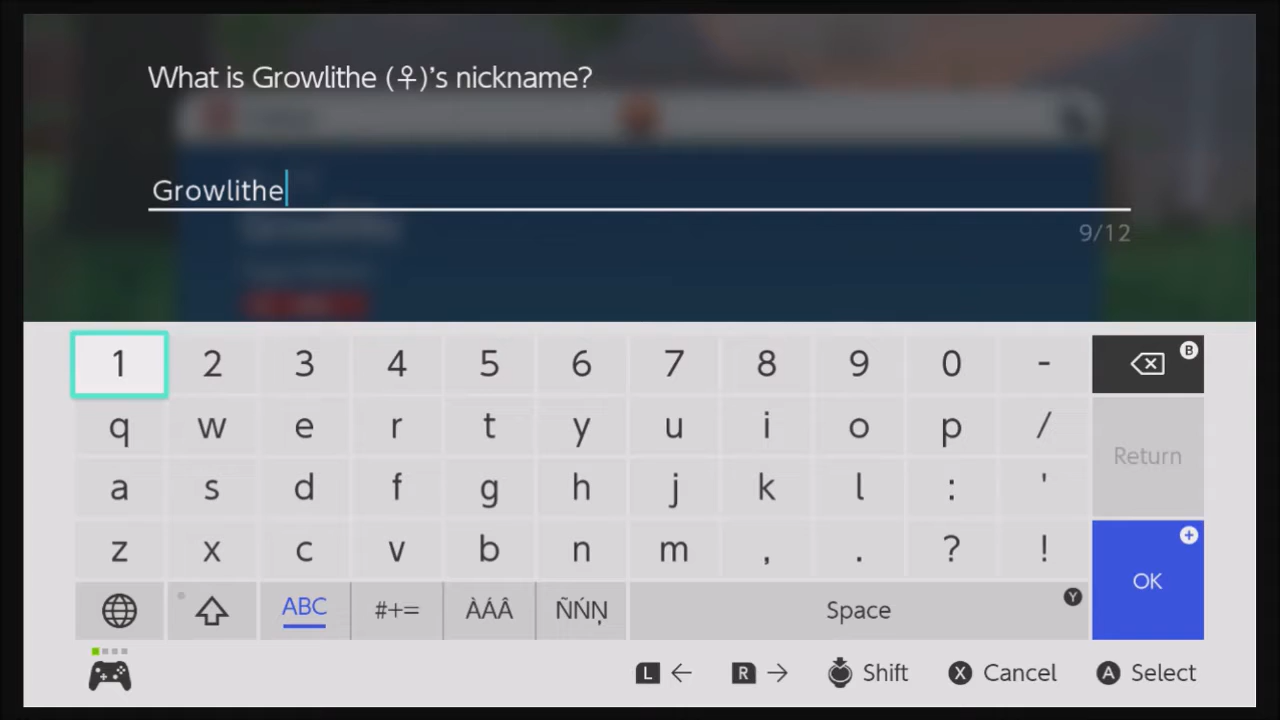 What is Growlithe (♀)'s nickname?
Growlithe
9/12
1 2 3 4 5 6 7 8 9 0 - B
q w e r t y u i o p / Return
a s d f g h j k l : '
z x c v b n m , . ? ! + OK
ABC #+= ÀÁÂ ÑŃŅ Space Y
L ← R → Shift X Cancel A Select